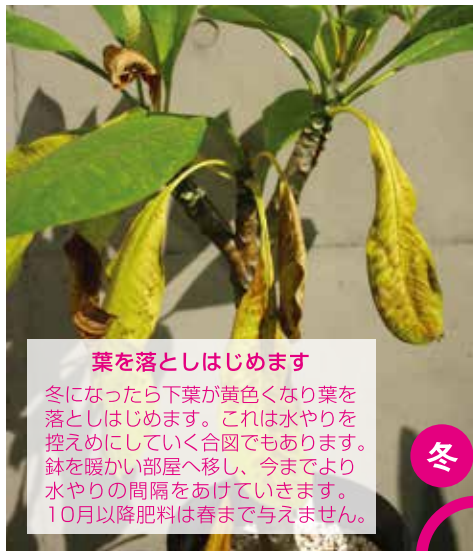 葉を落としはじめます
冬になったら下葉が黄色くなり葉を
落としはじめます。これは水やりを
控えめにしていく合図でもあります。
鉢を暖かい部屋へ移し、今までより
水やりの間隔をあけていきます。
10月以降肥料は春まで与えません。
冬